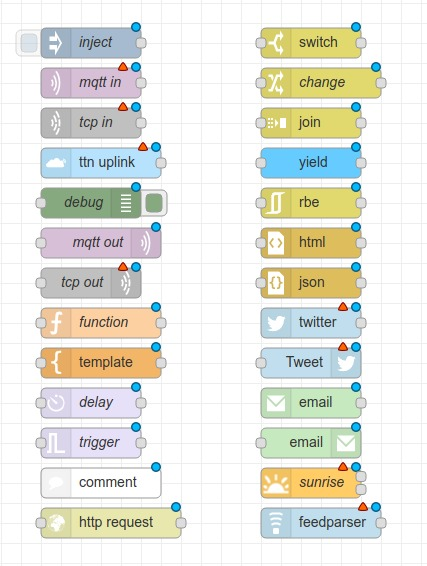 inject
mqtt in
tcp in
ttn uplink
debug
mqtt out
tcp out
function
template
delay
trigger
comment
http request
switch
change
join
yield
rbe
html
json
twitter
Tweet
email
email
sunrise
feedparser